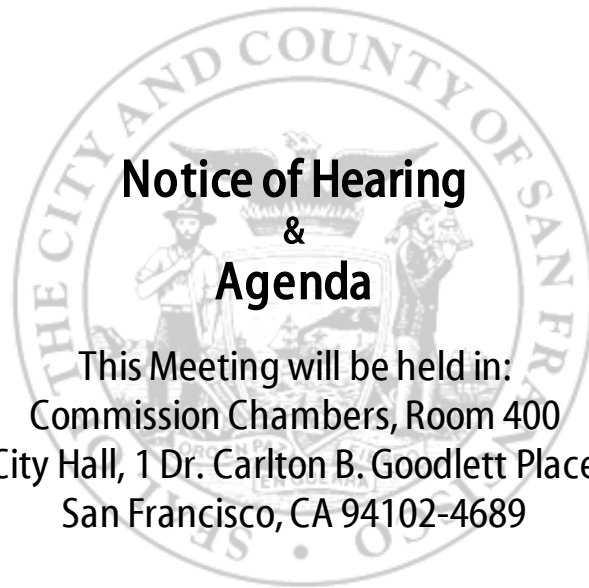 Notice of Hearing
&
Agenda
This Meeting will be held in:
Commission Chambers, Room 400
City Hall, 1 Dr. Carlton B. Goodlett Place
San Francisco, CA 94102-4689
THE CITY AND COUNTY OF SAN FRAN